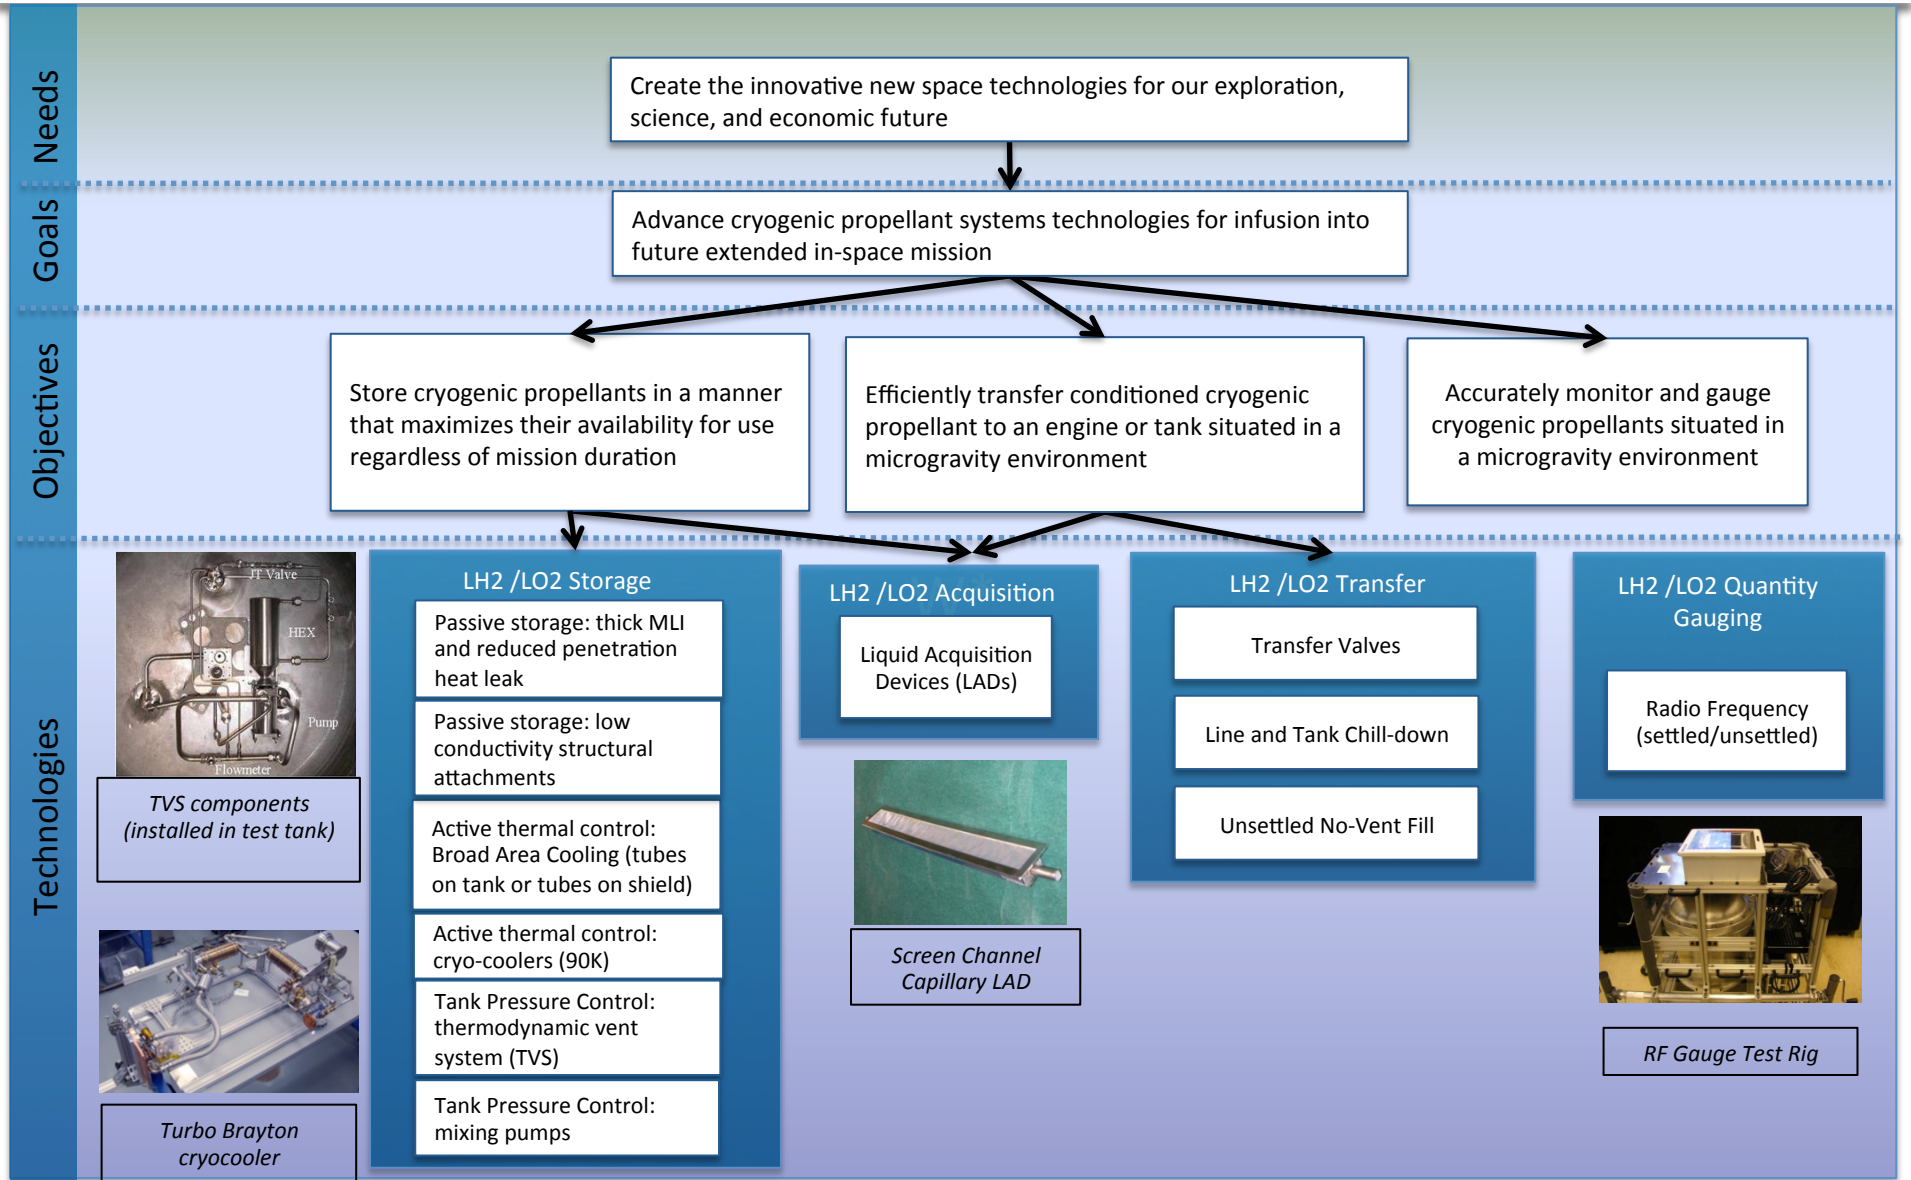 Needs
Create the innovative new space technologies for our exploration,
science, and economic future
Goals
Advance cryogenic propellant systems technologies for infusion into
future extended in-space mission
Objectives
Store cryogenic propellants in a manner
that maximizes their availability for use
regardless of mission duration
Efficiently transfer conditioned cryogenic
propellant to an engine or tank situated in a
microgravity environment
Accurately monitor and gauge
cryogenic propellants situated in
a microgravity environment
Technologies
JT Valve
HEX
Pump
Flowmeter
TVS components
(installed in test tank)
Turbo Brayton
cryocooler
LH2 /LO2 Storage
Passive storage: thick MLI
and reduced penetration
heat leak
Passive storage: low
conductivity structural
attachments
Active thermal control:
Broad Area Cooling (tubes
on tank or tubes on shield)
Active thermal control:
cryo-coolers (90K)
Tank Pressure Control:
thermodynamic vent
system (TVS)
Tank Pressure Control:
mixing pumps
LH2 /LO2 Acquisition
Liquid Acquisition
Devices (LADs)
Screen Channel
Capillary LAD
LH2 /LO2 Transfer
Transfer Valves
Line and Tank Chill-down
Unsettled No-Vent Fill
LH2 /LO2 Quantity
Gauging
Radio Frequency
(settled/unsettled)
RF Gauge Test Rig